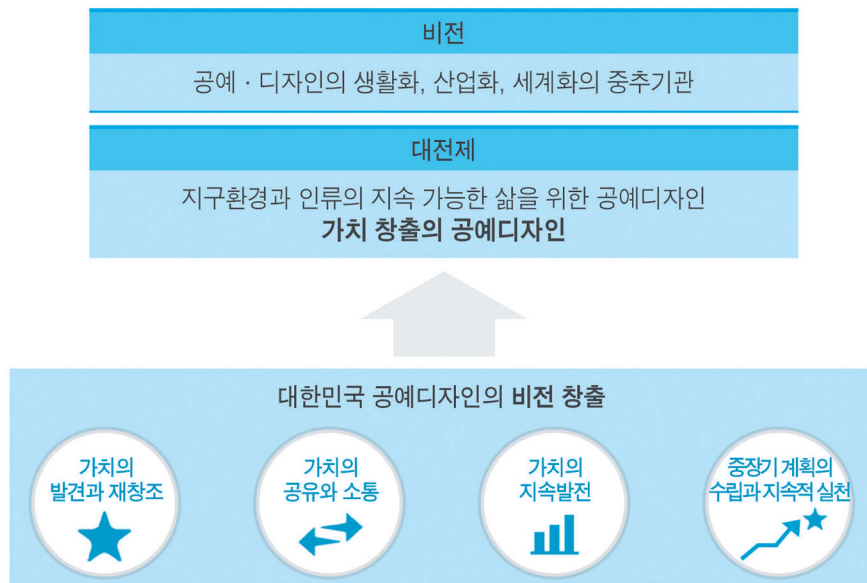 비전
공예 · 디자인의 생활화, 산업화, 세계화의 중추기관
대전제
지구환경과 인류의 지속 가능한 삶을 위한 공예디자인
가치 창출의 공예디자인
대한민국 공예디자인의 비전 창출
가치의
발견과 재창조
가치의
공유와 소통
가치의
지속발전
중장기 계획의
수립과 지속적 실천